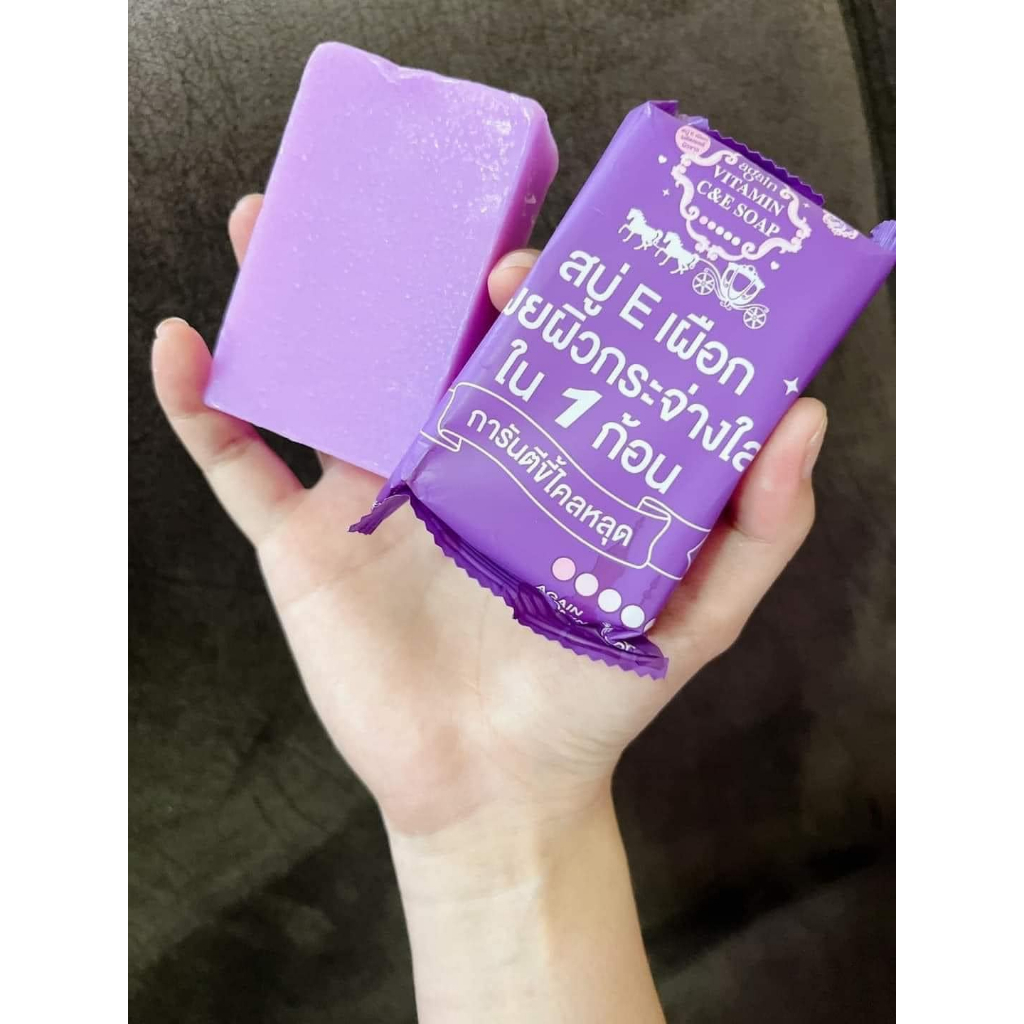 again
VITAMIN
C&E SOAP
สบู่ E เผือก
ผยผิวกระจ่างใส
ใน 1 ก้อน
การันตีขี้ไคลหลุด
AGAIN